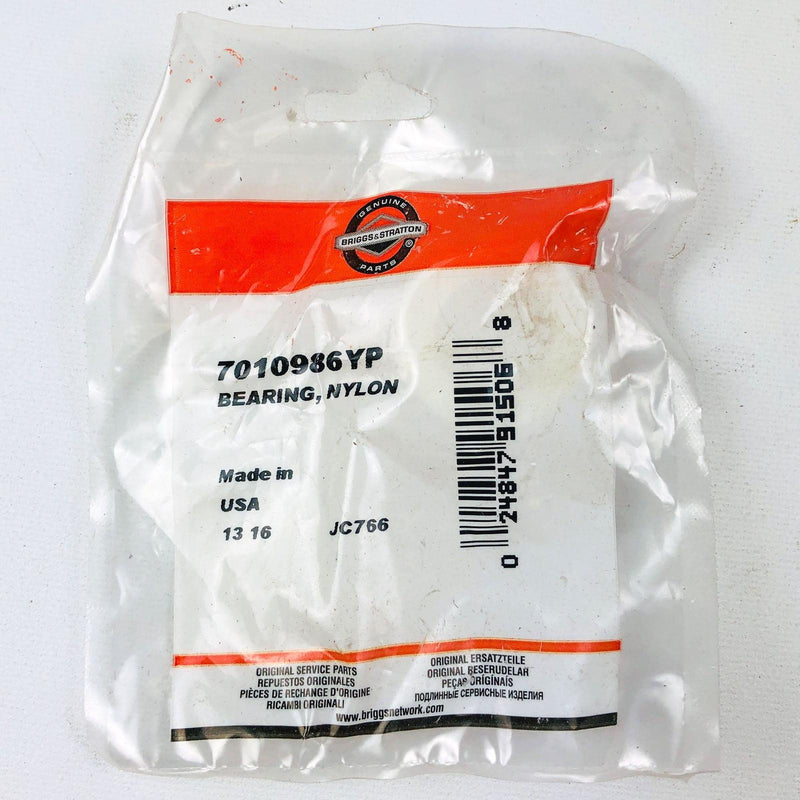 GENUINE
BRIGGS&STRATTON
PARTS
®
7010986YP
BEARING, NYLON
Made in
USA
13 16 JC766
0 24847 91506 8
ORIGINAL SERVICE PARTS
REPUESTOS ORIGINALES
PIÈCES DE RECHANGE D'ORIGINE
RICAMBI ORIGINALI
ORIGINAL ERSATZTEILE
ORIGINAL RESERUDELAH
PEÇAS ORIGINAIS
ПОДЛИННЫЕ СЕРВИСНЫЕ ИЗДЕЛИЯ
www.briggsnetwork.com